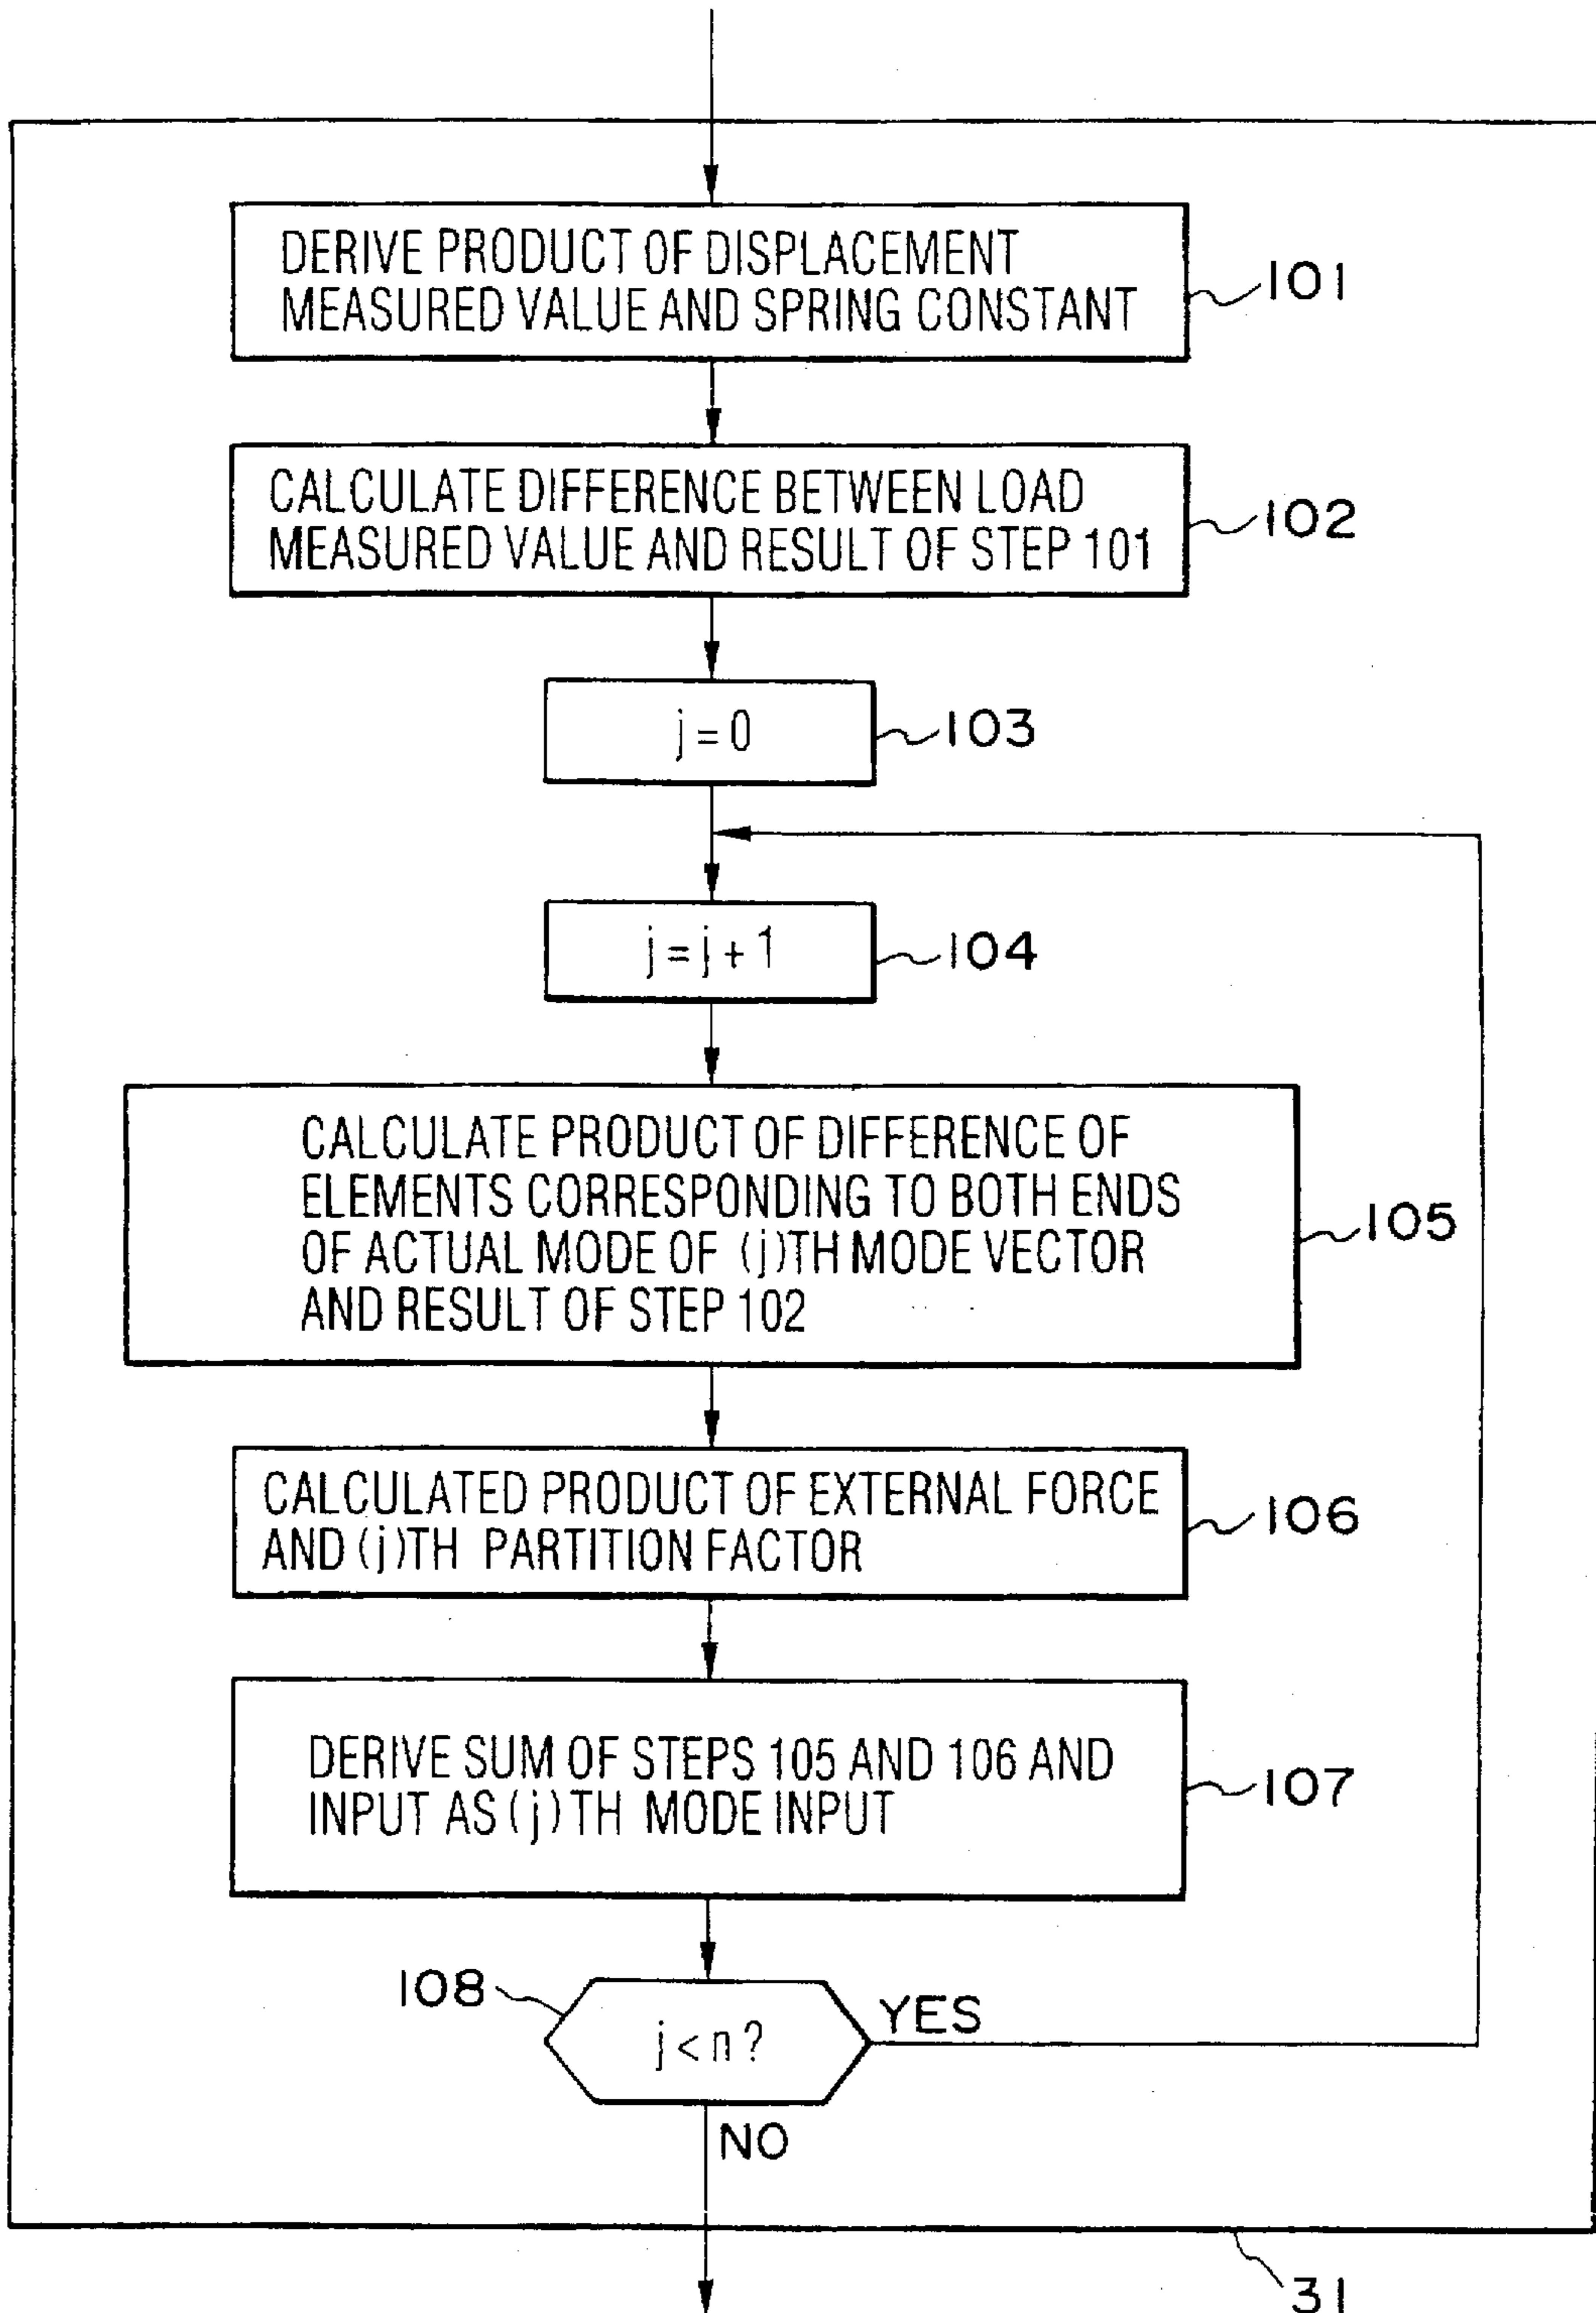 DERIVE PRODUCT OF DISPLACEMENT
MEASURED VALUE AND SPRING CONSTANT
101
CALCULATE DIFFERENCE BETWEEN LOAD
MEASURED VALUE AND RESULT OF STEP 101
102
j = 0
103
j = j + 1
104
CALCULATE PRODUCT OF DIFFERENCE OF
ELEMENTS CORRESPONDING TO BOTH ENDS
OF ACTUAL MODE OF (j)TH MODE VECTOR
AND RESULT OF STEP 102
105
CALCULATED PRODUCT OF EXTERNAL FORCE
AND (j)TH PARTITION FACTOR
106
DERIVE SUM OF STEPS 105 AND 106 AND
INPUT AS (j)TH MODE INPUT
107
108
j < n ?
YES
NO
31